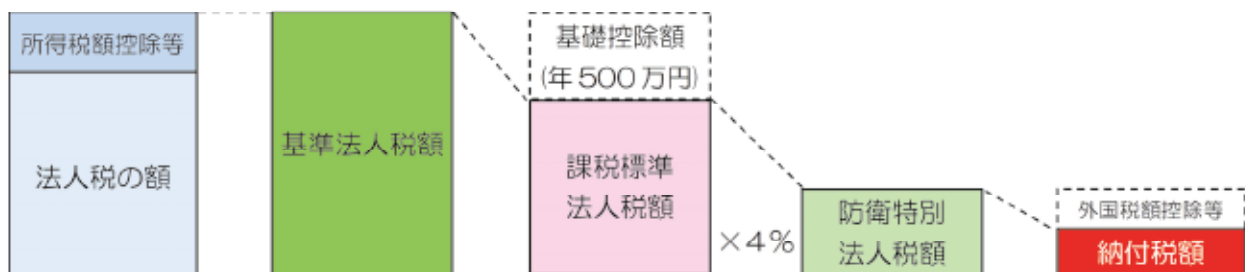 所得税額控除等
法人税の額
基準法人税額
基礎控除額
(年500万円)
課税標準
法人税額
×4%
防衛特別
法人税額
外国税額控除等
納付税額